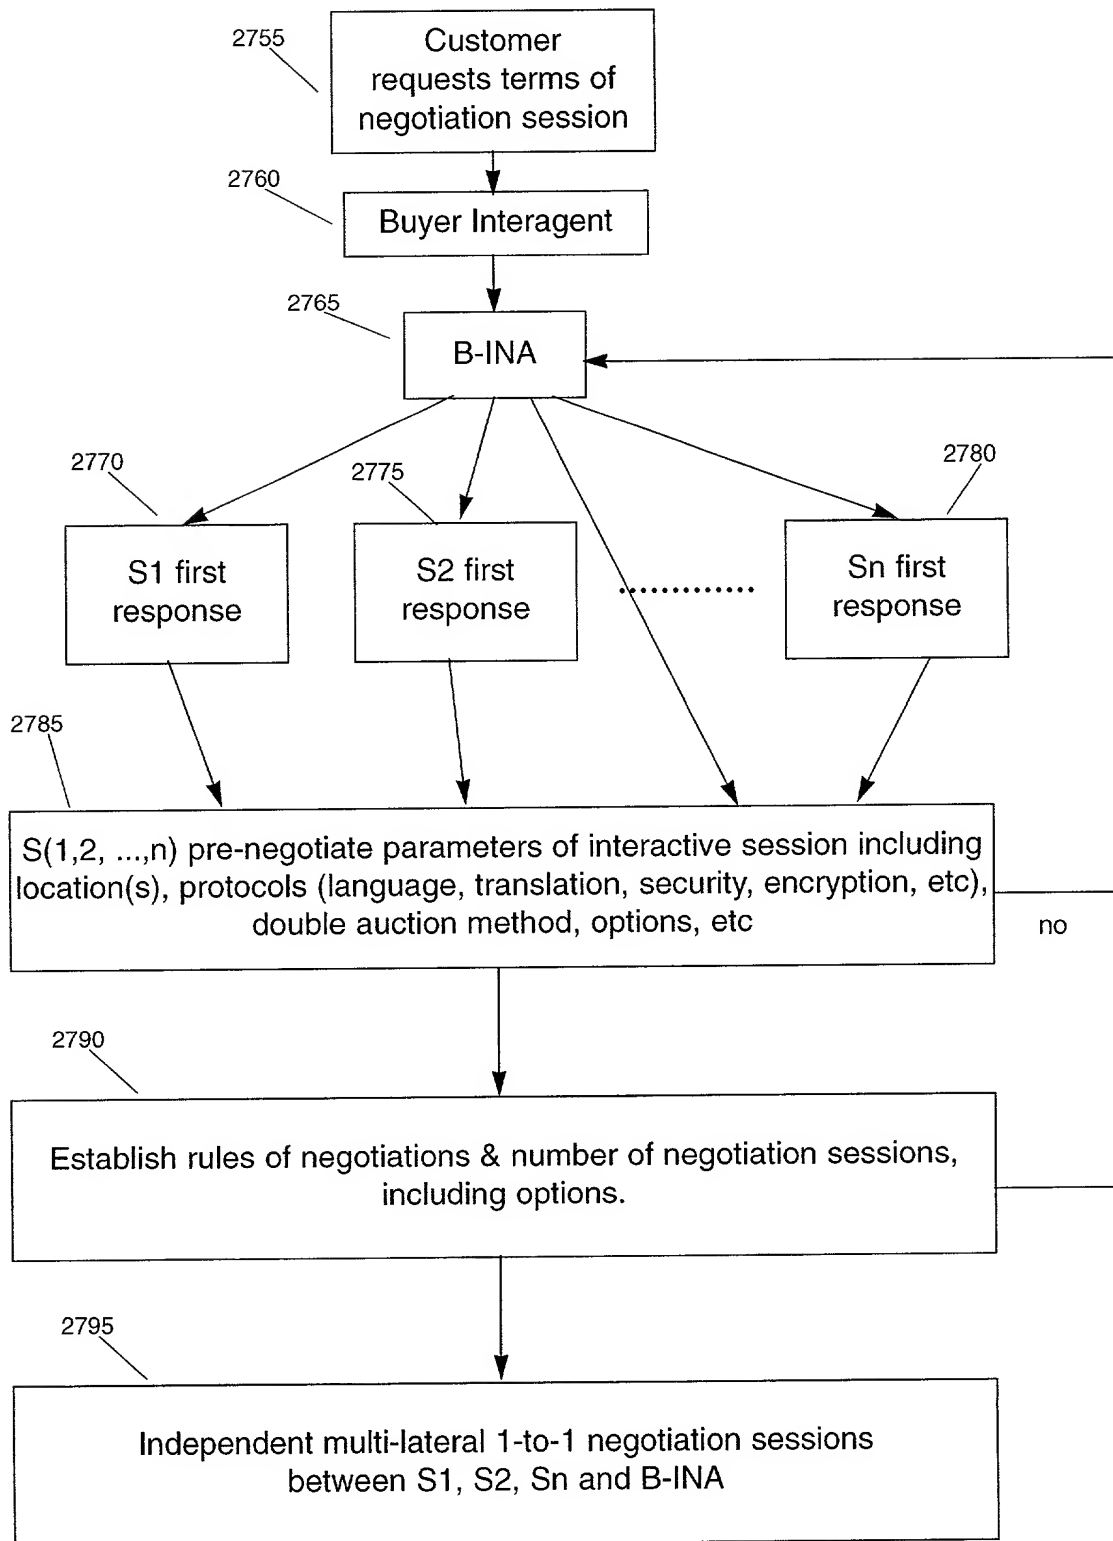 2755
Customer
requests terms of
negotiation session
2760
Buyer Interagent
2765
B-INA
2770
S1 first
response
2775
S2 first
response
2780
Sn first
response
2785
S(1,2, ...,n) pre-negotiate parameters of interactive session including
location(s), protocols (language, translation, security, encryption, etc),
double auction method, options, etc
no
2790
Establish rules of negotiations & number of negotiation sessions,
including options.
2795
Independent multi-lateral 1-to-1 negotiation sessions
between S1, S2, Sn and B-INA